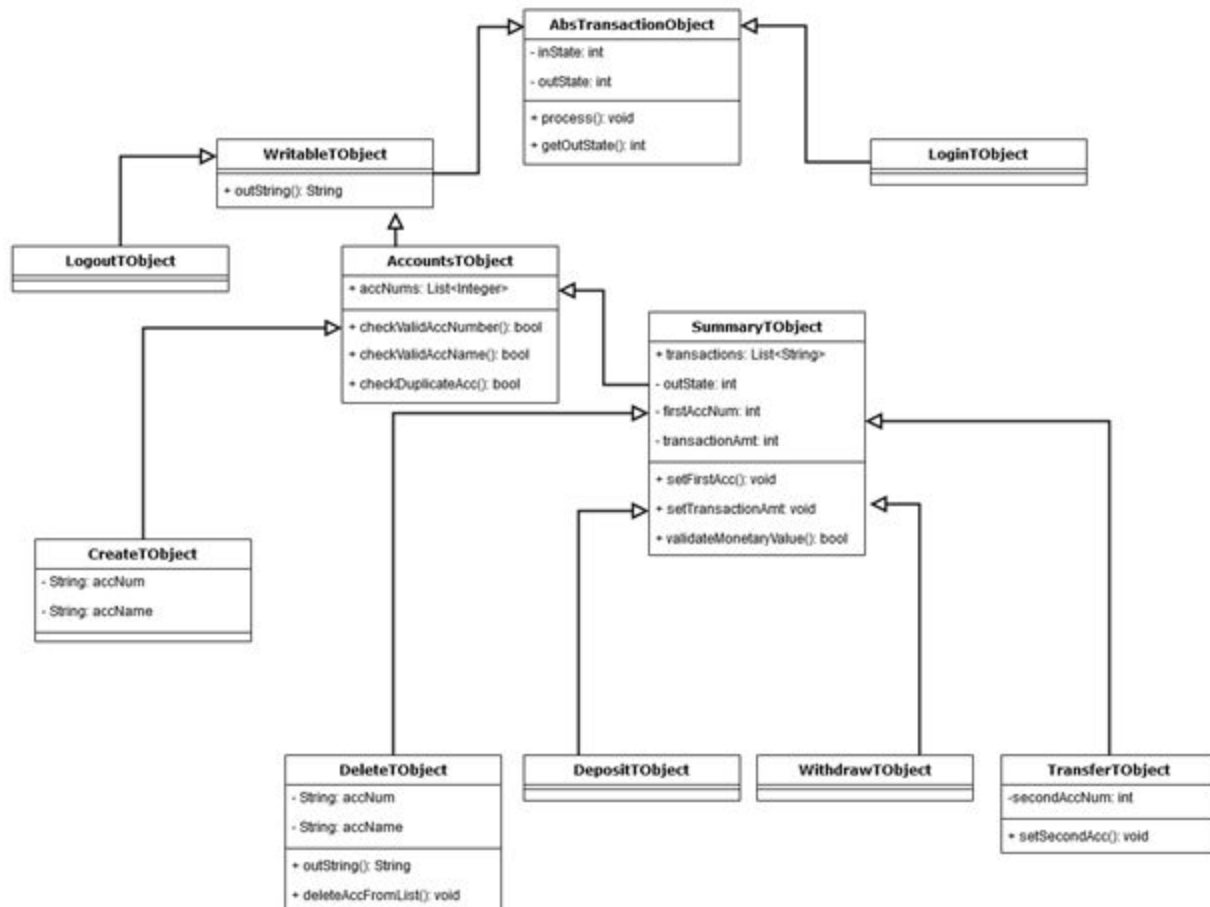 AbsTransactionObject
- inState: int
- outState: int
+ process(): void
+ getOutState(): int
WritableTObject
+ outString(): String
LoginTObject
LogoutTObject
AccountsTObject
+ accNums: List<Integer>
+ checkValidAccNumber(): bool
+ checkValidAccName(): bool
+ checkDuplicateAcc(): bool
SummaryTObject
+ transactions: List<String>
- outState: int
- firstAccNum: int
- transactionAmt: int
+ setFirstAcc(): void
+ setTransactionAmt: void
+ validateMonetaryValue(): bool
CreateTObject
- String: accNum
- String: accName
DeleteTObject
- String: accNum
- String: accName
+ outString(): String
+ deleteAccFromList(): void
DepositTObject
WithdrawTObject
TransferTObject
-secondAccNum: int
+ setSecondAcc(): void